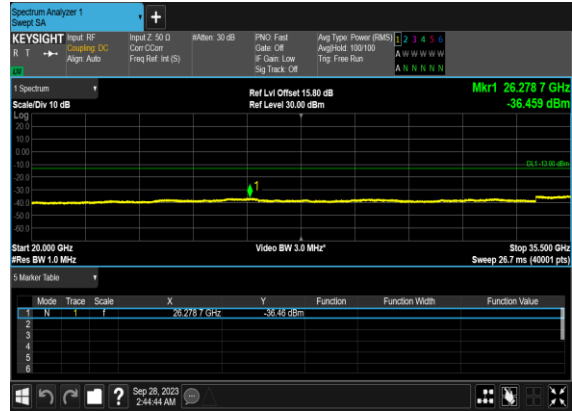 Spectrum Analyzer 1
Swept SA
+
KEYSIGHT
R T
Input: RF
Coupling: DC
Align: Auto
Input Z: 50 Ω
Corr CCorr
Freq Ref: Int (S)
#Atten: 30 dB
PNO: Fast
Gate: Off
IF Gain: Low
Sig Track: Off
Avg Type: Power (RMS)
Avg|Hold: 100/100
Trig: Free Run
1 2 3 4 5 6
A W W W W W
A N N N N N
1 Spectrum
Scale/Div 10 dB
Ref Lvl Offset 15.80 dB
Ref Level 30.00 dBm
Mkr1 26.278 7 GHz
-36.459 dBm
Log
20.0
10.0
0.00
-10.0
-20.0
-30.0
-40.0
-50.0
-60.0
DL1 -13.00 dBm
1
Start 20.000 GHz
#Res BW 1.0 MHz
Video BW 3.0 MHz*
Stop 35.500 GHz
Sweep 26.7 ms (40001 pts)
5 Marker Table
Mode Trace Scale X Y Function Function Width Function Value
1 N 1 f 26.278 7 GHz -36.46 dBm
2
3
4
5
6
?
Sep 28, 2023
2:44:44 AM